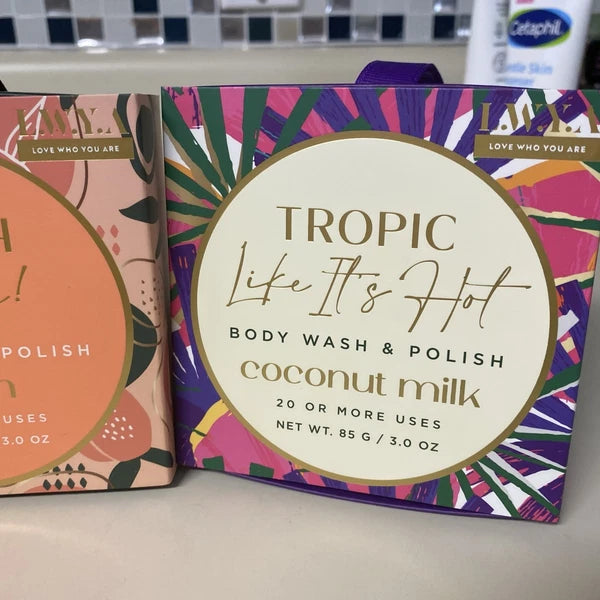 L.W.Y.A
LOVE WHO YOU ARE
H
!
POLISH
n
USES
3.0 OZ
L.W.Y.
LOVE WHO YOU ARE
TROPIC
Like It's Hot
BODY WASH & POLISH
coconut milk
20 OR MORE USES
NET WT. 85 G / 3.0 OZ
Cetaphil
Skin